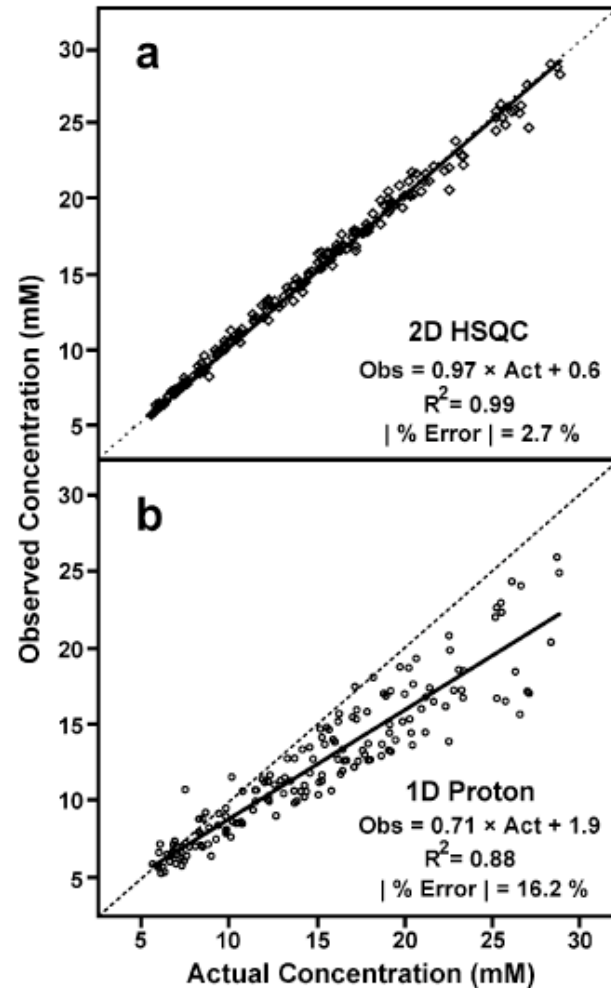 a
30
25
20
15
10
5
2D HSQC
Obs = 0.97 × Act + 0.6
R²= 0.99
| % Error | = 2.7 %
Observed Concentration (mM)
b
30
25
20
15
10
5
1D Proton
Obs = 0.71 × Act + 1.9
R²= 0.88
| % Error | = 16.2 %
5 10 15 20 25 30
Actual Concentration (mM)